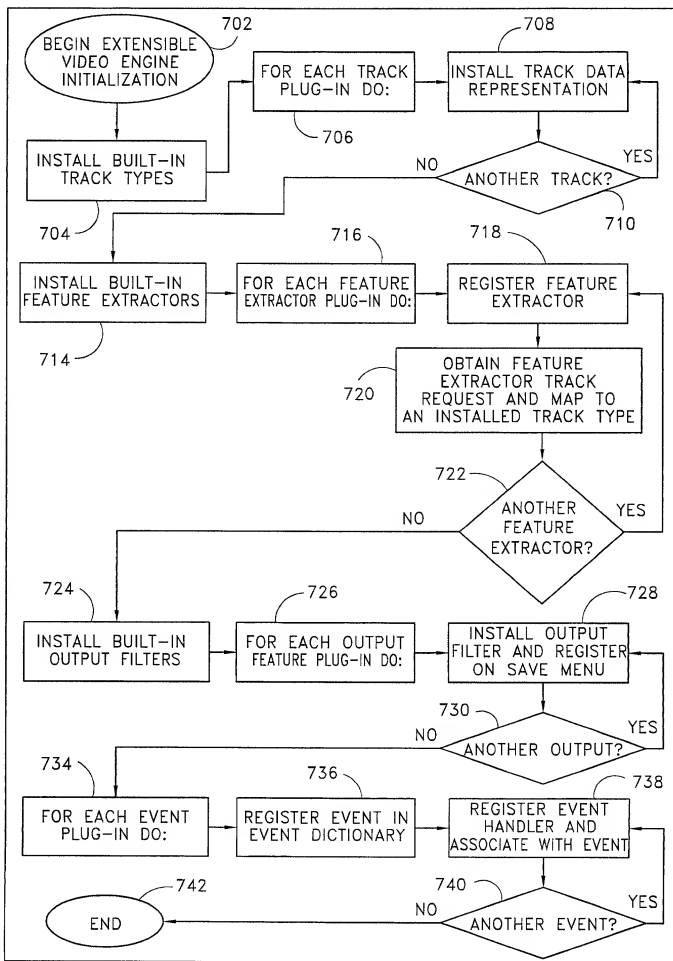 702
BEGIN EXTENSIBLE
VIDEO ENGINE
INITIALIZATION
FOR EACH TRACK
PLUG-IN DO:
706
708
INSTALL TRACK DATA
REPRESENTATION
INSTALL BUILT-IN
TRACK TYPES
704
NO
ANOTHER TRACK?
YES
710
INSTALL BUILT-IN
FEATURE EXTRACTORS
714
716
FOR EACH FEATURE
EXTRACTOR PLUG-IN DO:
718
REGISTER FEATURE
EXTRACTOR
720
OBTAIN FEATURE
EXTRACTOR TRACK
REQUEST AND MAP TO
AN INSTALLED TRACK TYPE
722
NO
ANOTHER
FEATURE
EXTRACTOR?
YES
724
INSTALL BUILT-IN
OUTPUT FILTERS
726
FOR EACH OUTPUT
FEATURE PLUG-IN DO:
728
INSTALL OUTPUT
FILTER AND REGISTER
ON SAVE MENU
730
NO
ANOTHER OUTPUT?
YES
734
FOR EACH EVENT
PLUG-IN DO:
736
REGISTER EVENT IN
EVENT DICTIONARY
738
REGISTER EVENT
HANDLER AND
ASSOCIATE WITH EVENT
740
NO
ANOTHER EVENT?
YES
742
END